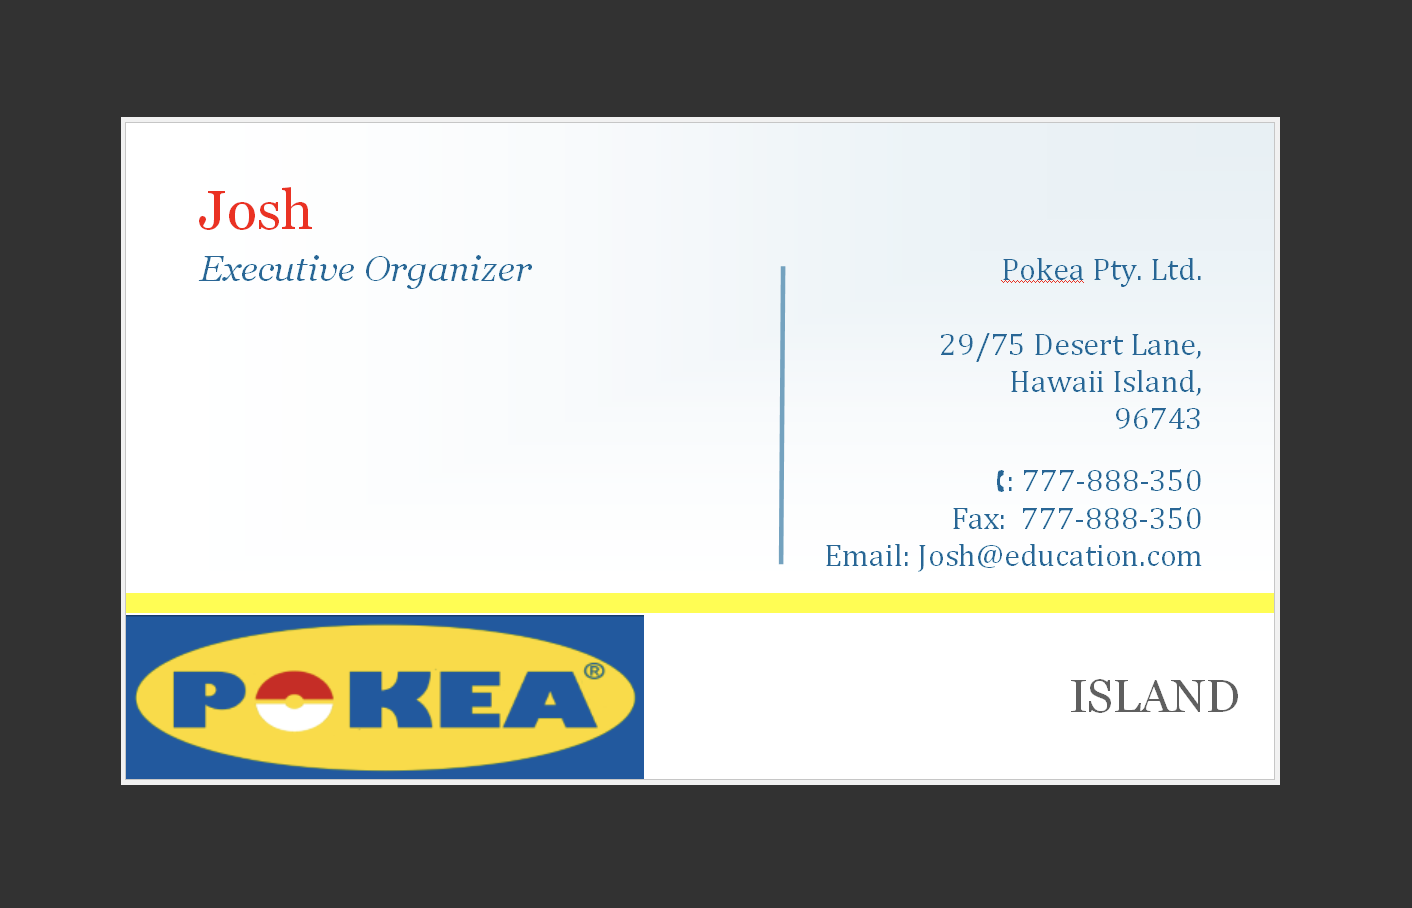 Josh
Executive Organizer
Pokea Pty. Ltd.
29/75 Desert Lane,
Hawaii Island,
96743
✆: 777-888-350
Fax:  777-888-350
Email: Josh@education.com
POKEA®
ISLAND